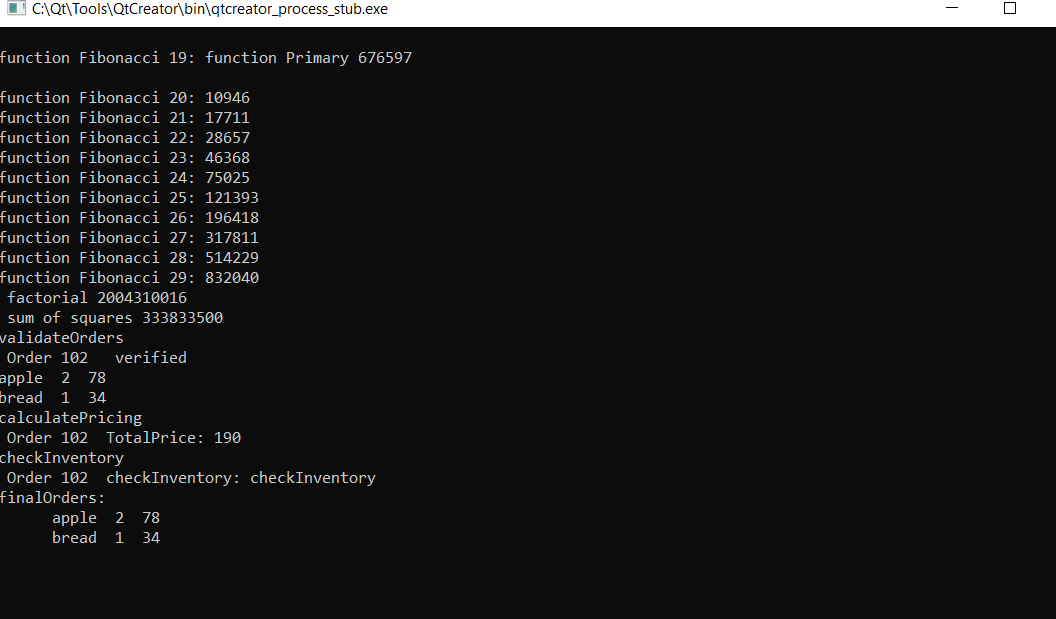 C:\Qt\Tools\QtCreator\bin\qtcreator_process_stub.exe
function Fibonacci 19: function Primary 676597
function Fibonacci 20: 10946
function Fibonacci 21: 17711
function Fibonacci 22: 28657
function Fibonacci 23: 46368
function Fibonacci 24: 75025
function Fibonacci 25: 121393
function Fibonacci 26: 196418
function Fibonacci 27: 317811
function Fibonacci 28: 514229
function Fibonacci 29: 832040
factorial 2004310016
sum of squares 333833500
validateOrders
Order 102   verified
apple  2  78
bread  1  34
calculatePricing
Order 102  TotalPrice: 190
checkInventory
Order 102  checkInventory: checkInventory
finalOrders:
apple  2  78
bread  1  34